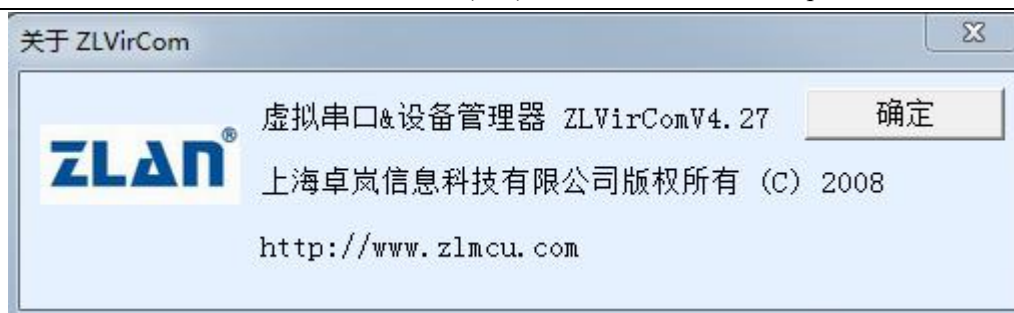 关于 ZLVirCom
虚拟串口&设备管理器 ZLVirComV4.27
确定
ZLAN®
上海卓岚信息科技有限公司版权所有 (C) 2008
http://www.zlmcu.com